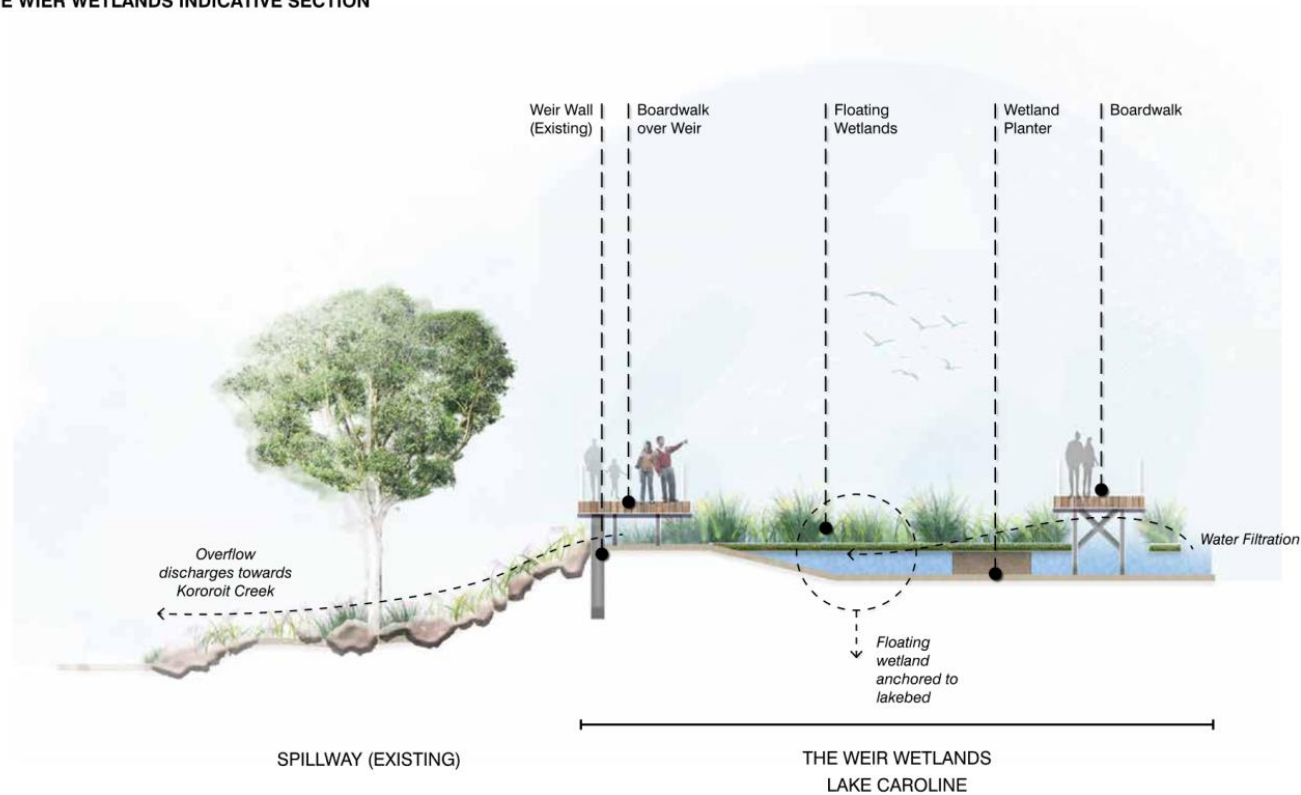 E WIER WETLANDS INDICATIVE SECTION
Weir Wall
(Existing)
Boardwalk
over Weir
Floating
Wetlands
Wetland
Planter
Boardwalk
Overflow
discharges towards
Kororoit Creek
Water Filtration
Floating
wetland
anchored to
lakebed
SPILLWAY (EXISTING)
THE WEIR WETLANDS
LAKE CAROLINE